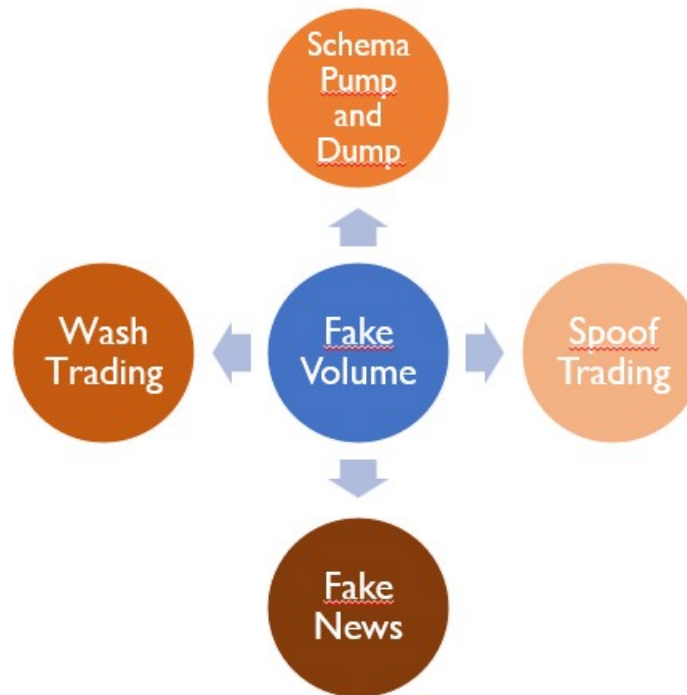 Schema
Pump
and
Dump
Wash
Trading
Fake
Volume
Spoof
Trading
Fake
News